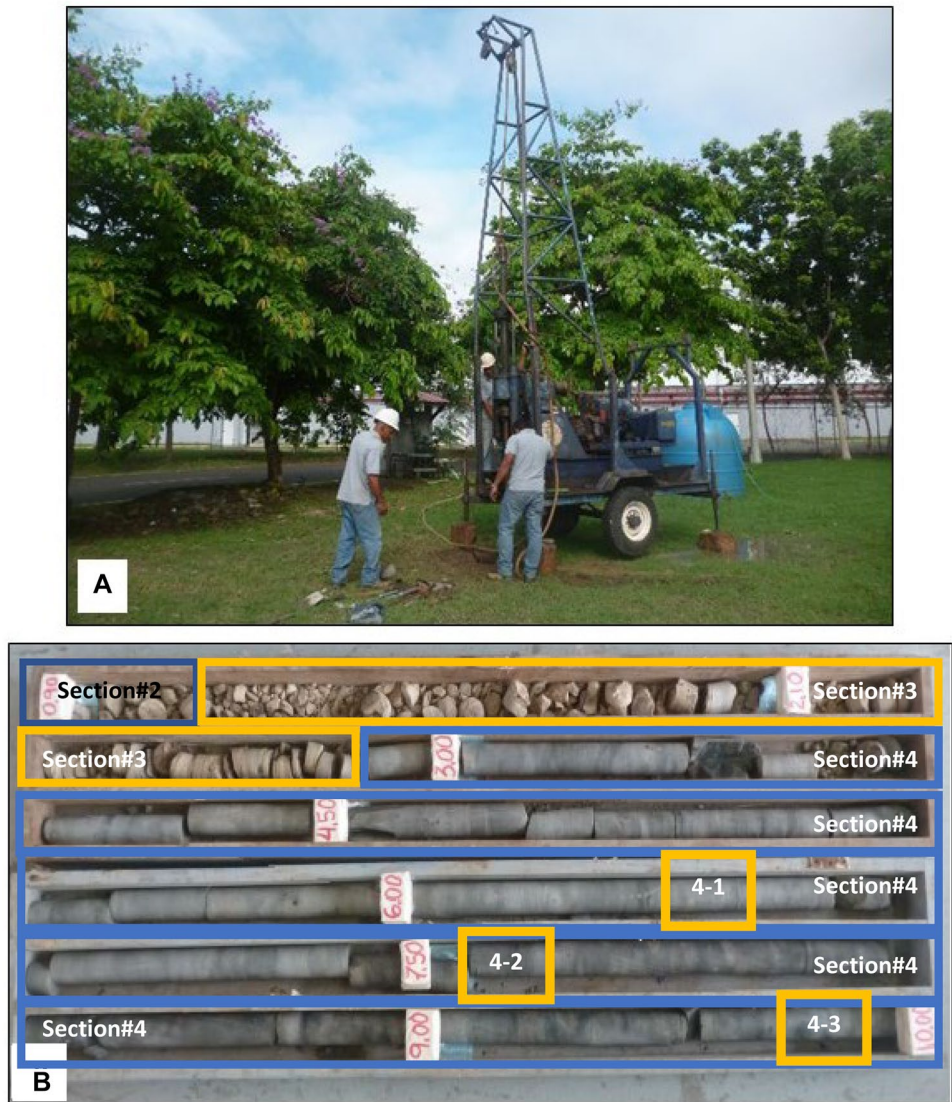 A
0.90
Section#2
2.10
Section#3
Section#3
3.00
Section#4
4.50
Section#4
6.00
4-1
Section#4
7.50
4-2
Section#4
Section#4
9.00
4-3
10.00
B